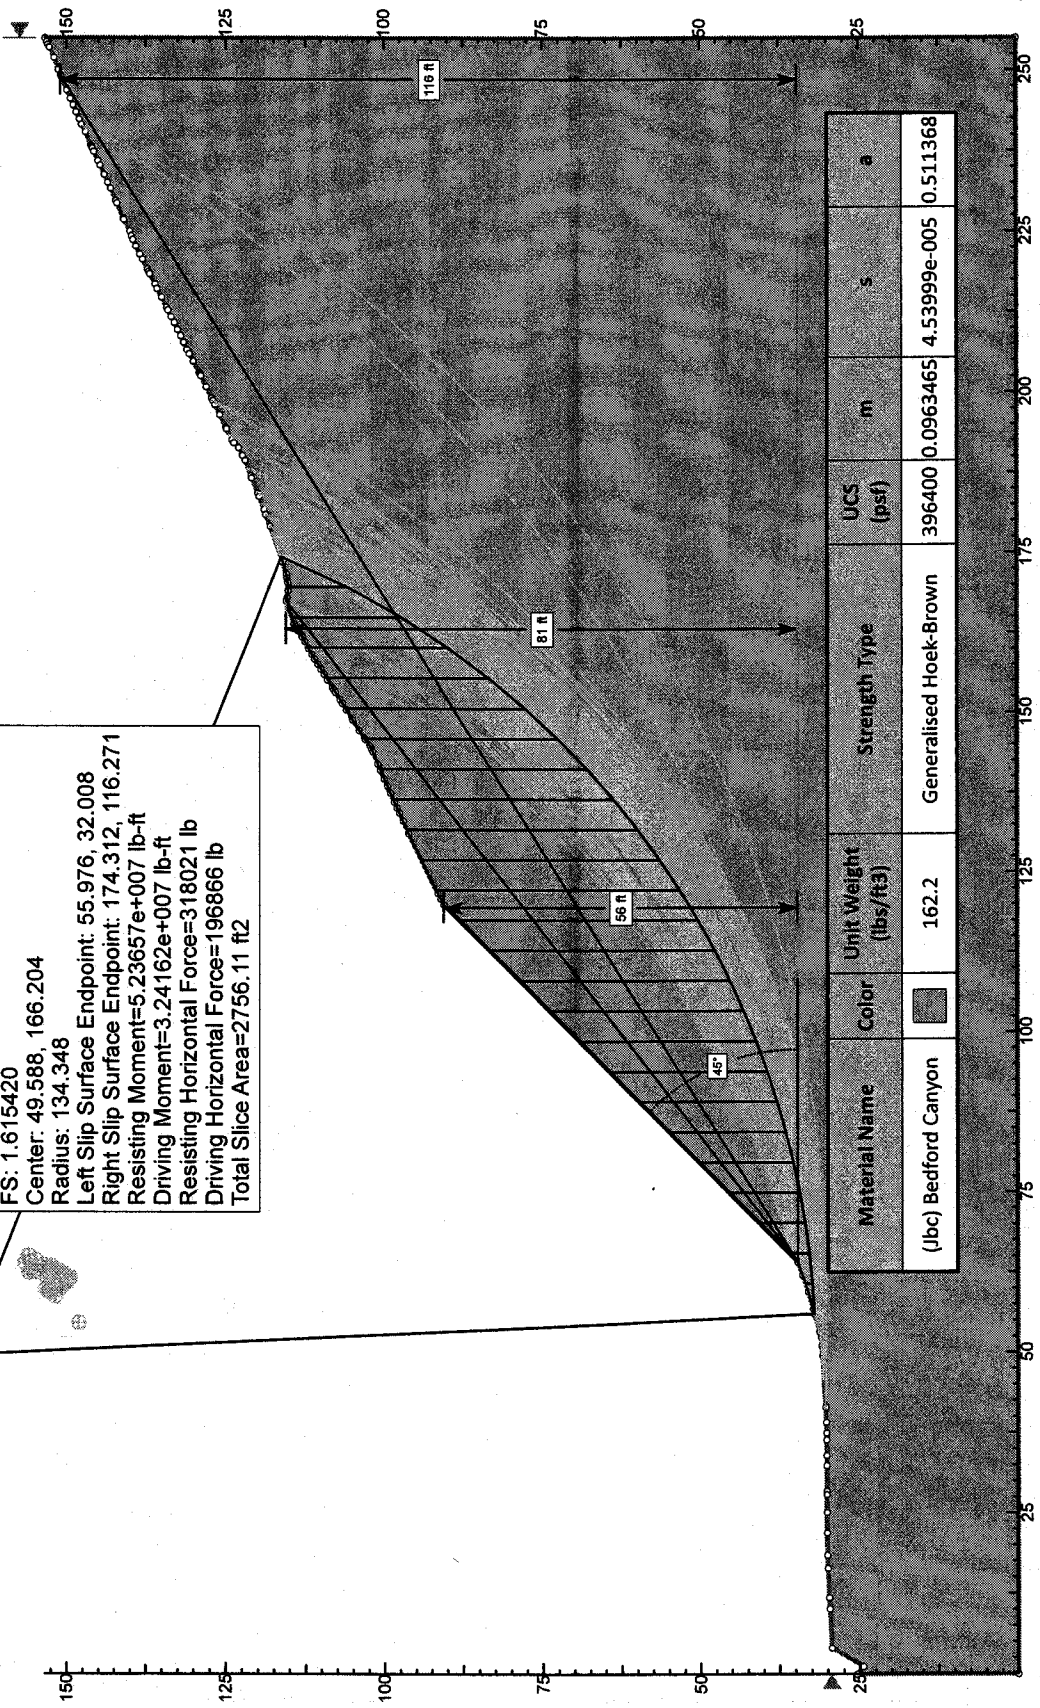 FS: 1.615420
Center: 49.588, 166.204
Radius: 134.348
Left Slip Surface Endpoint: 55.976, 32.008
Right Slip Surface Endpoint: 174.312, 116.271
Resisting Moment=5.23657e+007 lb-ft
Driving Moment=3.24162e+007 lb-ft
Resisting Horizontal Force=318021 lb
Driving Horizontal Force=196866 lb
Total Slice Area=2756.11 ft2
150
125
100
75
50
25
116 ft
81 ft
56 ft
45°
Material Name Color Unit Weight (lbs/ft3) Strength Type UCS (psf) m s a
(Jbc) Bedford Canyon 162.2 Generalised Hoek-Brown 396400 0.0963465 4.53999e-005 0.511368
150
125
100
75
50
25
25
50
75
100
125
150
175
200
225
250